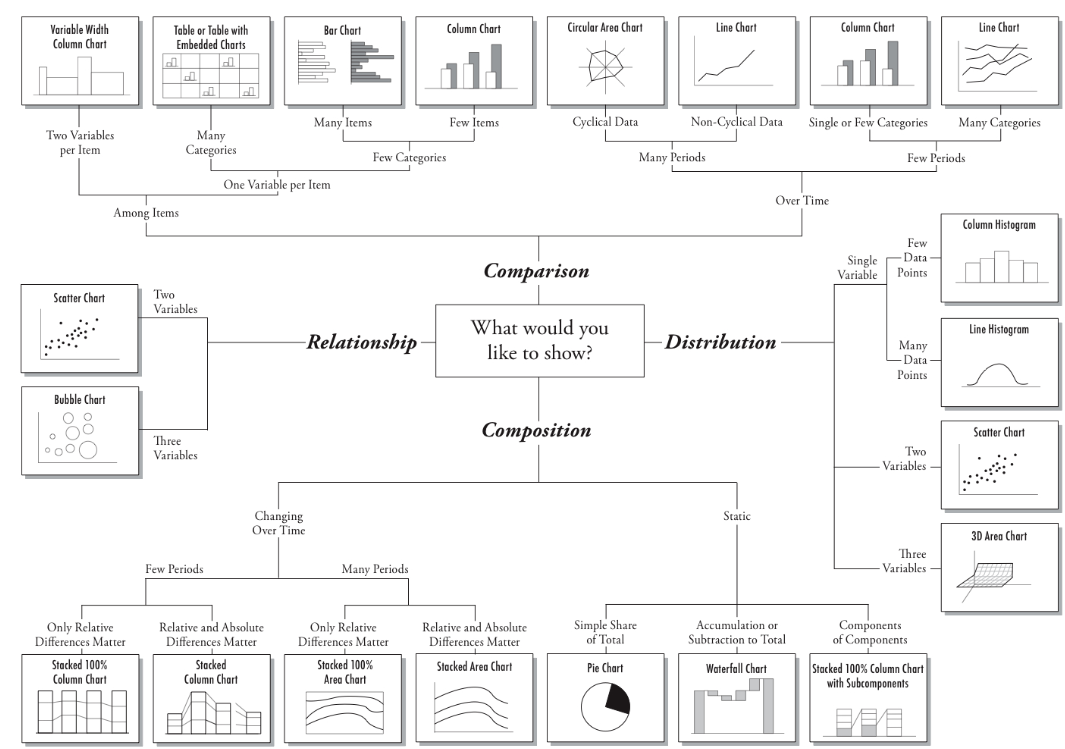 Variable Width
Column Chart
Table or Table with
Embedded Charts
Bar Chart
Column Chart
Circular Area Chart
Line Chart
Column Chart
Line Chart
Two Variables
per Item
Many
Categories
Many Items
Few Items
Cyclical Data
Non-Cyclical Data
Single or Few Categories
Many Categories
Few Categories
Many Periods
Few Periods
One Variable per Item
Over Time
Among Items
Comparison
What would you
like to show?
Relationship
Two
Variables
Scatter Chart
Bubble Chart
Three
Variables
Distribution
Single
Variable
Few
Data
Points
Column Histogram
Many
Data
Points
Line Histogram
Two
Variables
Scatter Chart
Three
Variables
3D Area Chart
Composition
Changing
Over Time
Static
Few Periods
Many Periods
Only Relative
Differences Matter
Relative and Absolute
Differences Matter
Only Relative
Differences Matter
Relative and Absolute
Differences Matter
Simple Share
of Total
Accumulation or
Subtraction to Total
Components
of Components
Stacked 100%
Column Chart
Stacked
Column Chart
Stacked 100%
Area Chart
Stacked Area Chart
Pie Chart
Waterfall Chart
Stacked 100% Column Chart
with Subcomponents